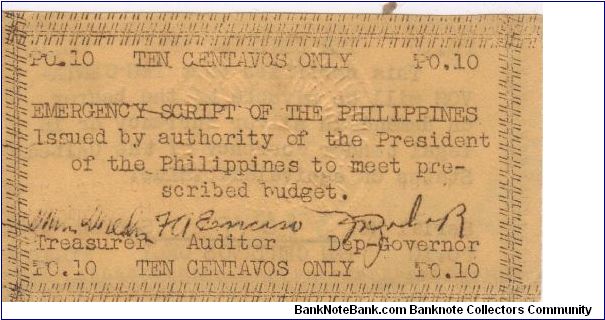 P0.10 TEN CENTAVOS ONLY P0.10
EMERGENCY SCRIPT OF THE PHILIPPINES
Issued by authority of the President
of the Philippines to meet pre-
scribed budget.
Treasurer Auditor Dep-Governor
P0.10 TEN CENTAVOS ONLY P0.10
BankNoteBank.com Banknote Collectors Community